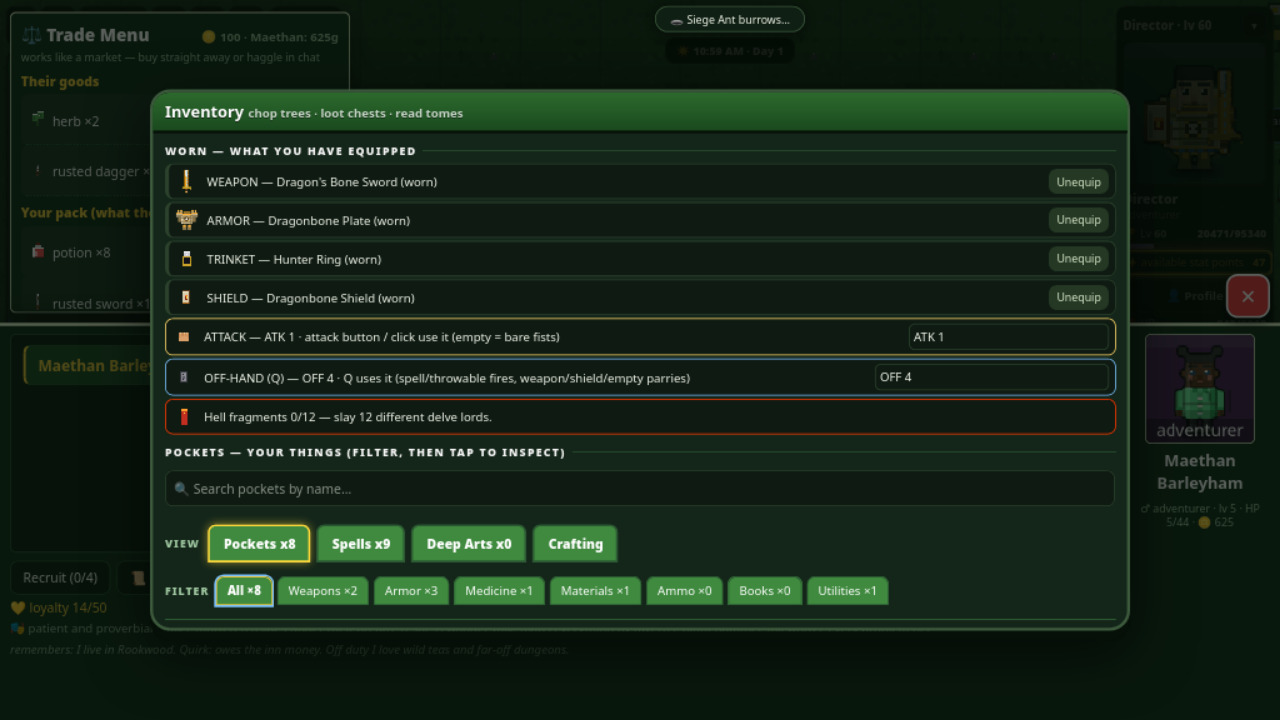 Siege Ant burrows...
10:59 AM · Day 1
Trade Menu
100 · Maethan: 625g
works like a market — buy straight away or haggle in chat
Their goods
herb ×2
rusted dagger ×
Your pack (what the
potion ×8
rusted sword ×1
Director · lv 60
20471/95340
available stat points · 47
Profile
Inventory chop trees · loot chests · read tomes
WORN — WHAT YOU HAVE EQUIPPED
WEAPON — Dragon's Bone Sword (worn)
Unequip
ARMOR — Dragonbone Plate (worn)
Unequip
TRINKET — Hunter Ring (worn)
Unequip
SHIELD — Dragonbone Shield (worn)
Unequip
ATTACK — ATK 1 · attack button / click use it (empty = bare fists)
ATK 1
OFF-HAND (Q) — OFF 4 · Q uses it (spell/throwable fires, weapon/shield/empty parries)
OFF 4
Hell fragments 0/12 — slay 12 different delve lords.
POCKETS — YOUR THINGS (FILTER, THEN TAP TO INSPECT)
Search pockets by name...
VIEW
Pockets x8
Spells x9
Deep Arts x0
Crafting
FILTER
All ×8
Weapons ×2
Armor ×3
Medicine ×1
Materials ×1
Ammo ×0
Books ×0
Utilities ×1
Maethan Barley
Recruit (0/4)
loyalty 14/50
patient and proverbia
remembers: I live in Rookwood. Quirk: owes the inn money. Off duty I love wild teas and far-off dungeons.
adventurer
Maethan
Barleyham
♂ adventurer · lv 5 · HP
5/44 · 625